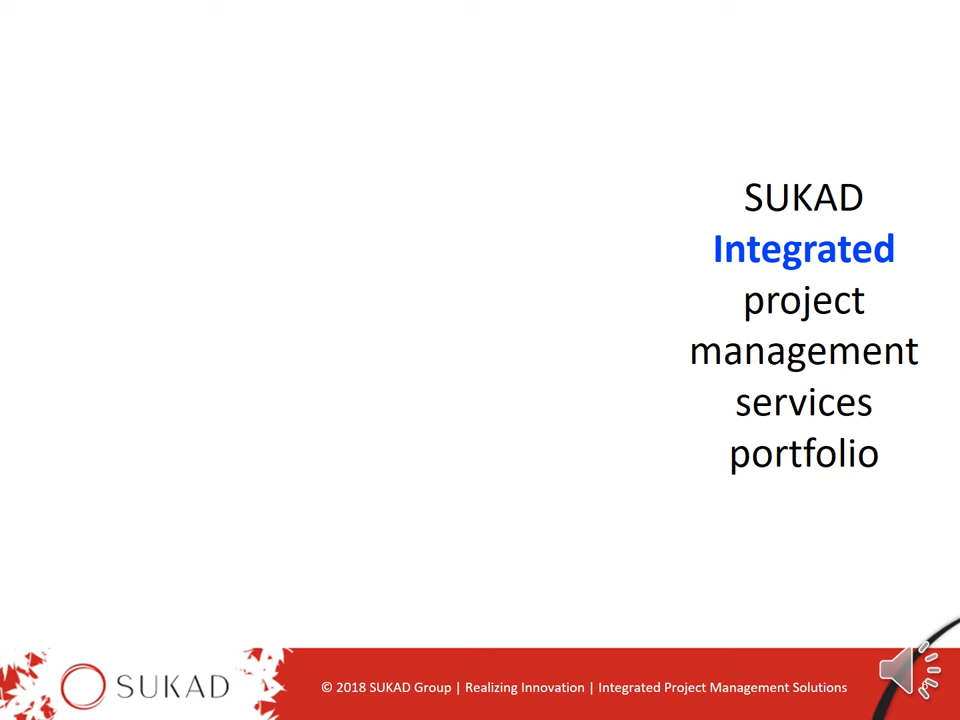 SUKAD
Integrated
project
management
services
portfolio
SUKAD
© 2018 SUKAD Group | Realizing Innovation | Integrated Project Management Solutions